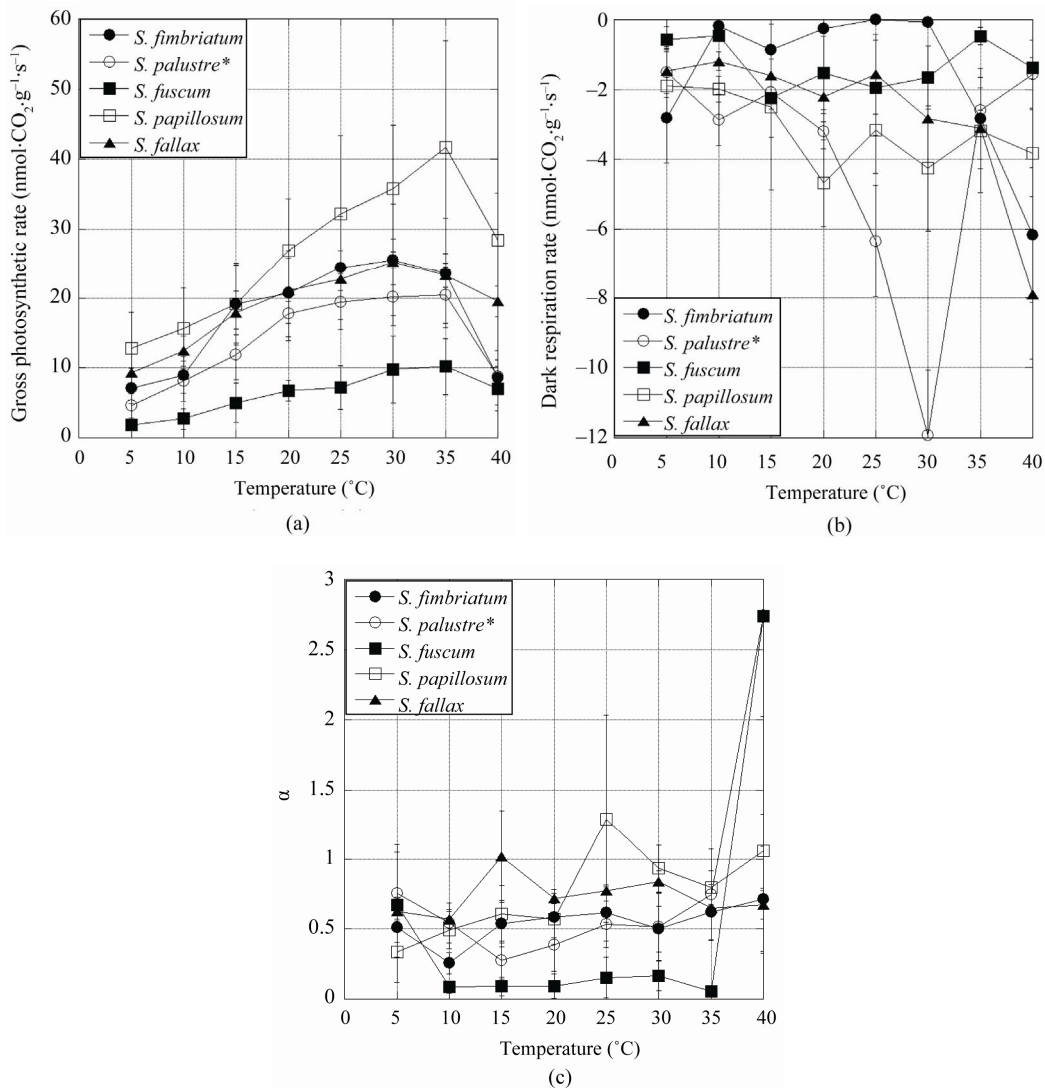 Gross photosynthetic rate (nmol·CO₂·g⁻¹·s⁻¹)
60
50
40
30
20
10
0
S. fimbriatum
S. palustre*
S. fuscum
S. papillosum
S. fallax
0 5 10 15 20 25 30 35 40
Temperature (˚C)
(a)
Dark respiration rate (nmol·CO₂·g⁻¹·s⁻¹)
0
−2
−4
−6
−8
−10
−12
S. fimbriatum
S. palustre*
S. fuscum
S. papillosum
S. fallax
0 5 10 15 20 25 30 35 40
Temperature (˚C)
(b)
α
3
2.5
2
1.5
1
0.5
0
S. fimbriatum
S. palustre*
S. fuscum
S. papillosum
S. fallax
0 5 10 15 20 25 30 35 40
Temperature (˚C)
(c)